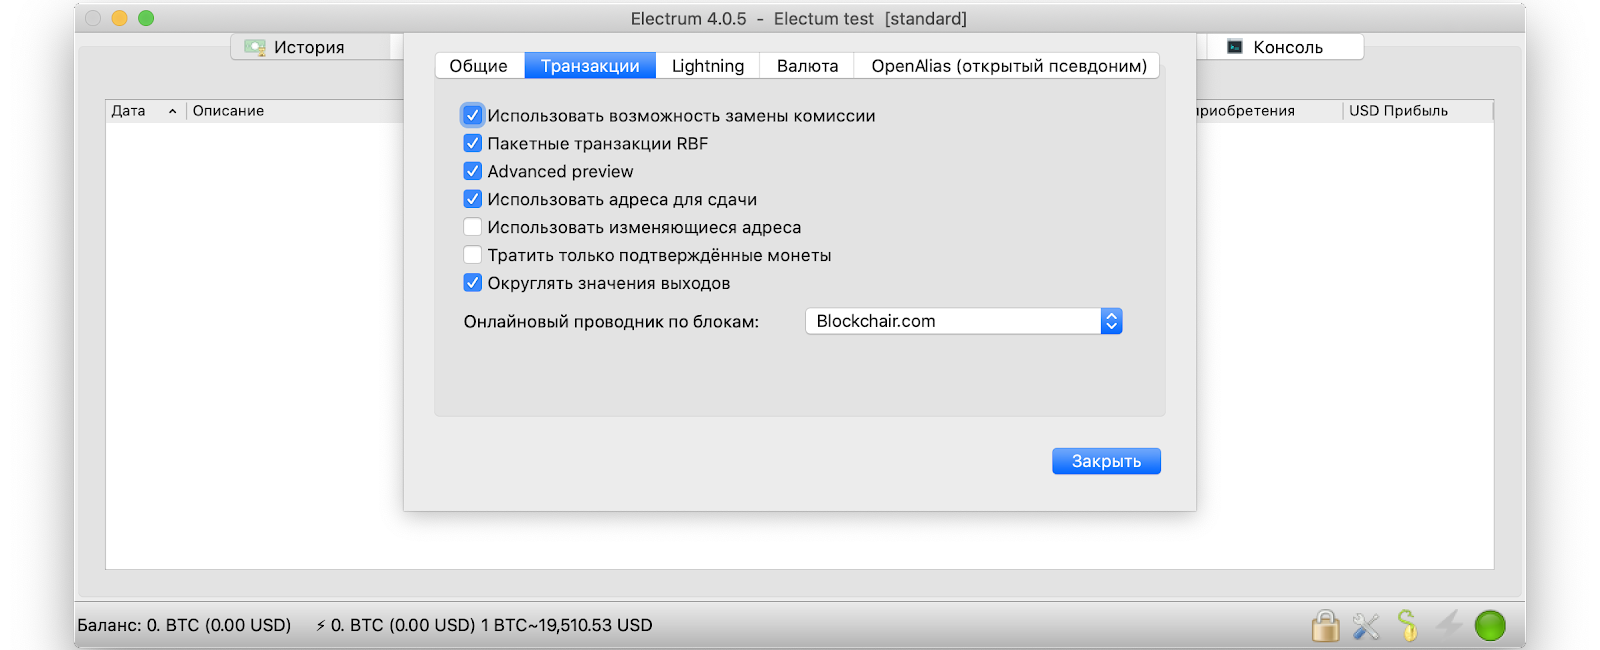 Electrum 4.0.5 - Electum test [standard]
История
Консоль
Общие Транзакции Lightning Валюта OpenAlias (открытый псевдоним)
Дата Описание
приобретения USD Прибыль
Использовать возможность замены комиссии
Пакетные транзакции RBF
Advanced preview
Использовать адреса для сдачи
Использовать изменяющиеся адреса
Тратить только подтверждённые монеты
Округлять значения выходов
Онлайновый проводник по блокам: Blockchair.com
Закрыть
Баланс: 0. BTC (0.00 USD) ⚡ 0. BTC (0.00 USD) 1 BTC~19,510.53 USD